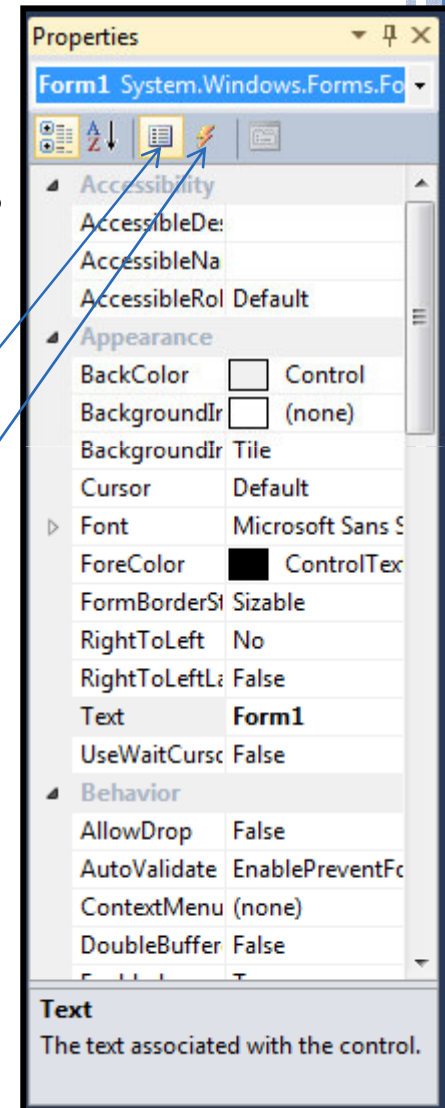 Properties
Form1 System.Windows.Forms.Fo
A Z
Accessibility
AccessibleDes
AccessibleNa
AccessibleRol Default
Appearance
BackColor Control
BackgroundIr (none)
BackgroundIr Tile
Cursor Default
Font Microsoft Sans S
ForeColor ControlTex
FormBorderSt Sizable
RightToLeft No
RightToLeftLa False
Text Form1
UseWaitCurso False
Behavior
AllowDrop False
AutoValidate EnablePreventFo
ContextMenu (none)
DoubleBuffer False
Text
The text associated with the control.